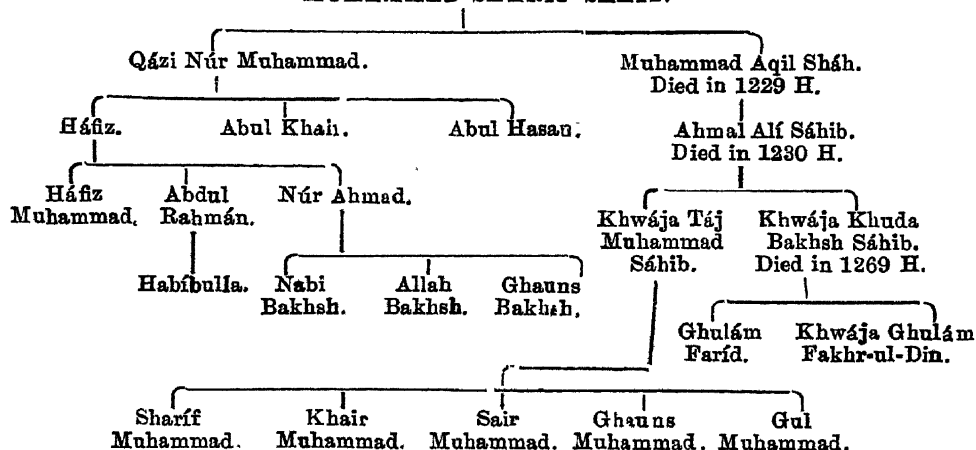 Qázi Núr Muhammad.
Muhammad Aqil Sháh.
Died in 1229 H.
Háfiz.
Abul Khair.
Abul Hasan.
Ahmal Alí Sáhib.
Died in 1230 H.
Háfiz
Muhammad.
Abdul
Rahmán.
Núr Ahmad.
Khwája Táj
Muhammad
Sáhib.
Khwája Khuda
Bakhsh Sáhib.
Died in 1269 H.
Habíbulla.
Nabi
Bakhsh.
Allah
Bakhsh.
Ghauns
Bakhsh.
Ghulám
Faríd.
Khwája Ghulám
Fakhr-ul-Din.
Sharíf
Muhammad.
Khair
Muhammad.
Sair
Muhammad.
Ghauns
Muhammad.
Gul
Muhammad.